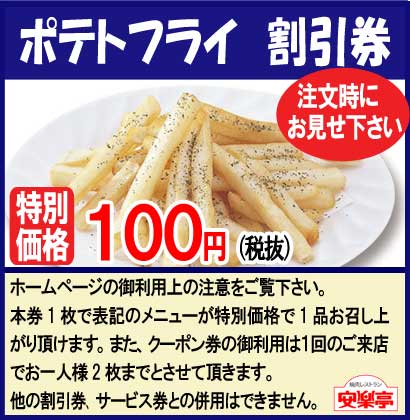 ポテトフライ 割引券
注文時に
お見せ下さい
特別
価格
100円(税抜)
ホームページの御利用上の注意をご覧下さい。
本券1枚で表記のメニューが特別価格で1品お召し上
がり頂けます。また、クーポン券の御利用は1回のご来店
でお一人様2枚までとさせて頂きます。
他の割引券、サービス券との併用はできません。
焼肉レストラン
安楽亭